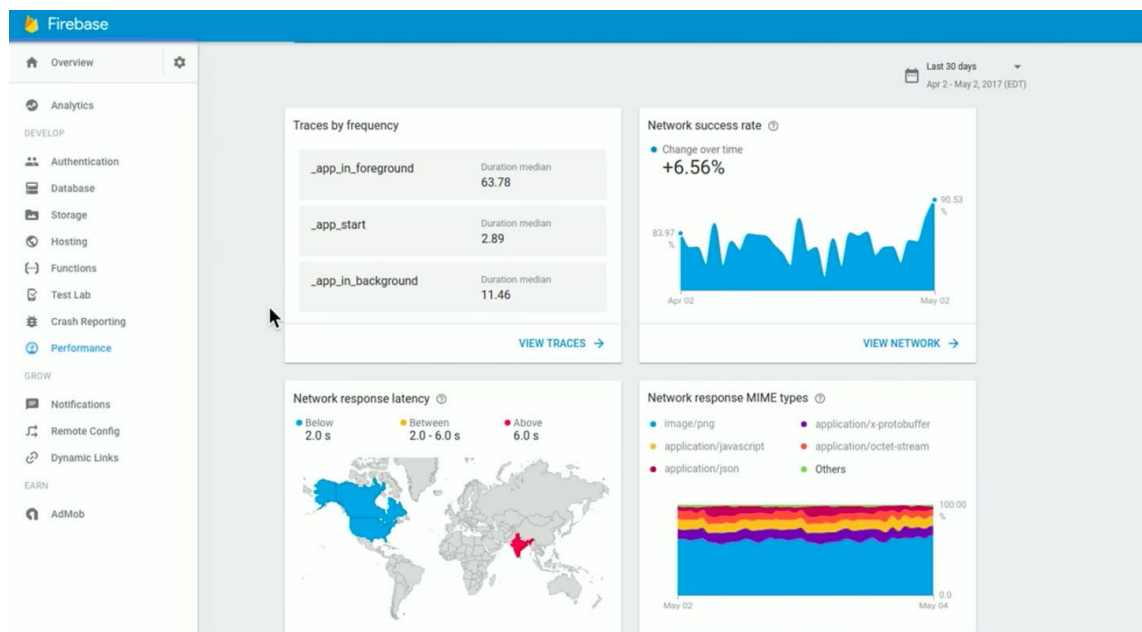 Firebase
Overview
Analytics
DEVELOP
Authentication
Database
Storage
Hosting
Functions
Test Lab
Crash Reporting
Performance
GROW
Notifications
Remote Config
Dynamic Links
EARN
AdMob
Last 30 days
Apr 2 - May 2, 2017 (EDT)
Traces by frequency
_app_in_foreground
Duration median
63.78
_app_start
Duration median
2.89
_app_in_background
Duration median
11.46
VIEW TRACES
Network success rate
Change over time
+6.56%
83.97
%
90.53
%
Apr 02
May 02
VIEW NETWORK
Network response latency
Below
2.0 s
Between
2.0 - 6.0 s
Above
6.0 s
Network response MIME types
image/png
application/x-protobuffer
application/javascript
application/octet-stream
application/json
Others
100.00
%
0.0
May 02
May 04